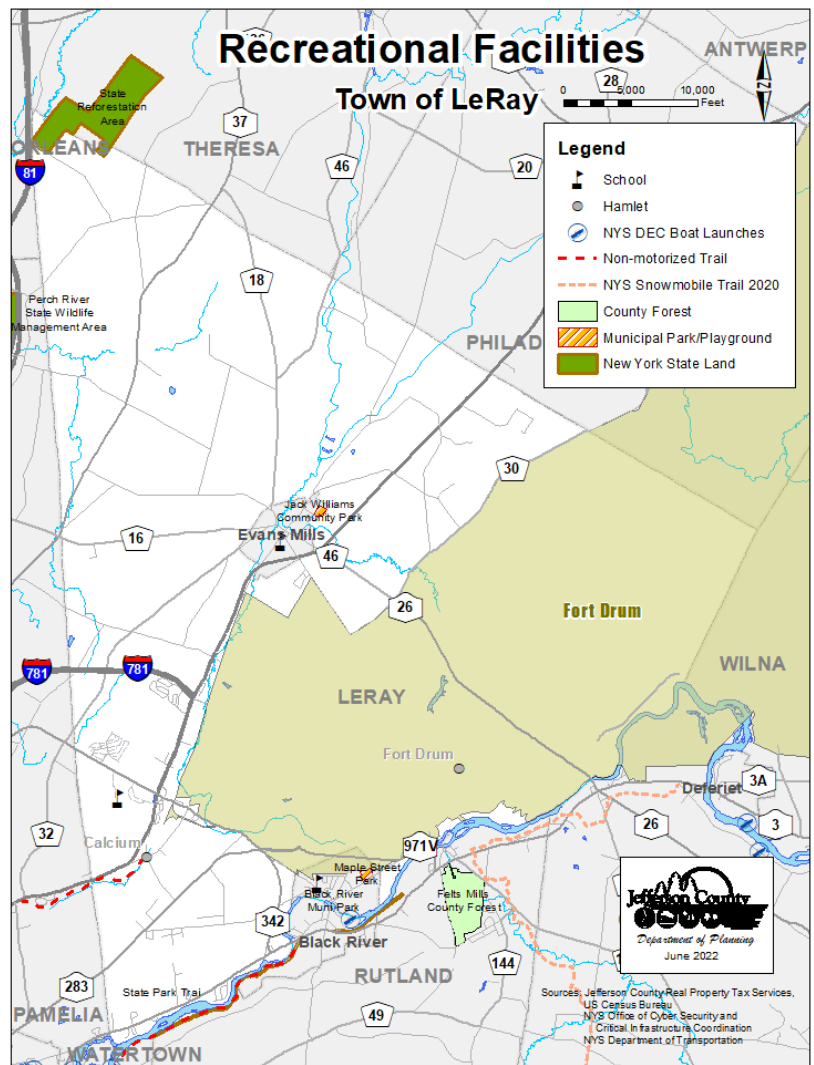 Recreational Facilities
Town of LeRay
ANTWERP
28
0 5,000 10,000
Feet
N
State
Reforestation
Area
37
ORLEANS
THERESA
46
20
81
Legend
School
Hamlet
NYS DEC Boat Launches
Non-motorized Trail
NYS Snowmobile Trail 2020
County Forest
Municipal Park/Playground
New York State Land
18
Perch River
State Wildlife
Management Area
PHILAD
30
Jack Williams
Community Park
16
Evans Mills
46
26
Fort Drum
781
781
WILNA
LERAY
Fort Drum
Deferiet
3A
32
26
3
Calcium
971V
Maple Street
Park
Black River
Muni Park
Felts Mills
County Forest
342
Black River
Jefferson County
Department of Planning
June 2022
144
RUTLAND
283
State Park Trai
49
PAMELIA
WATERTOWN
Sources: Jefferson County Real Property Tax Services,
US Census Bureau
NYS Office of Cyber Security and
Critical Infrastructure Coordination
NYS Department of Transportation